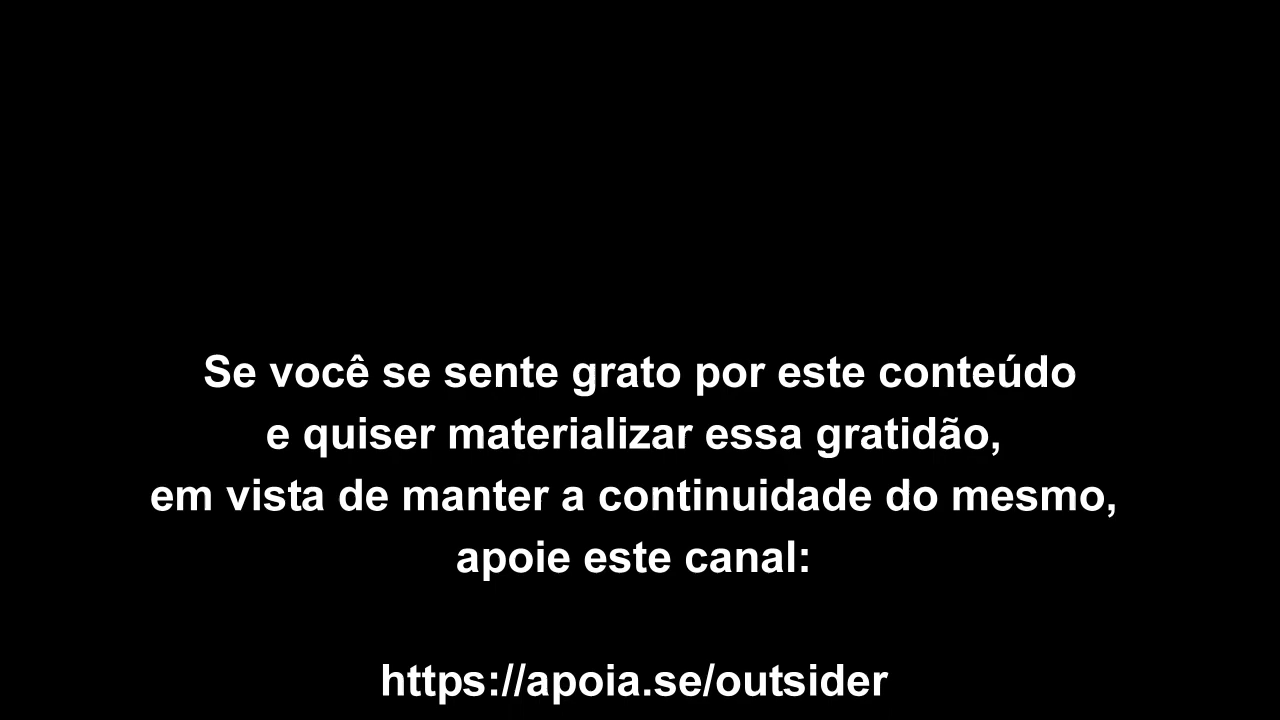 Se você se sente grato por este conteúdo
e quiser materializar essa gratidão,
em vista de manter a continuidade do mesmo,
apoie este canal:
https://apoia.se/outsider